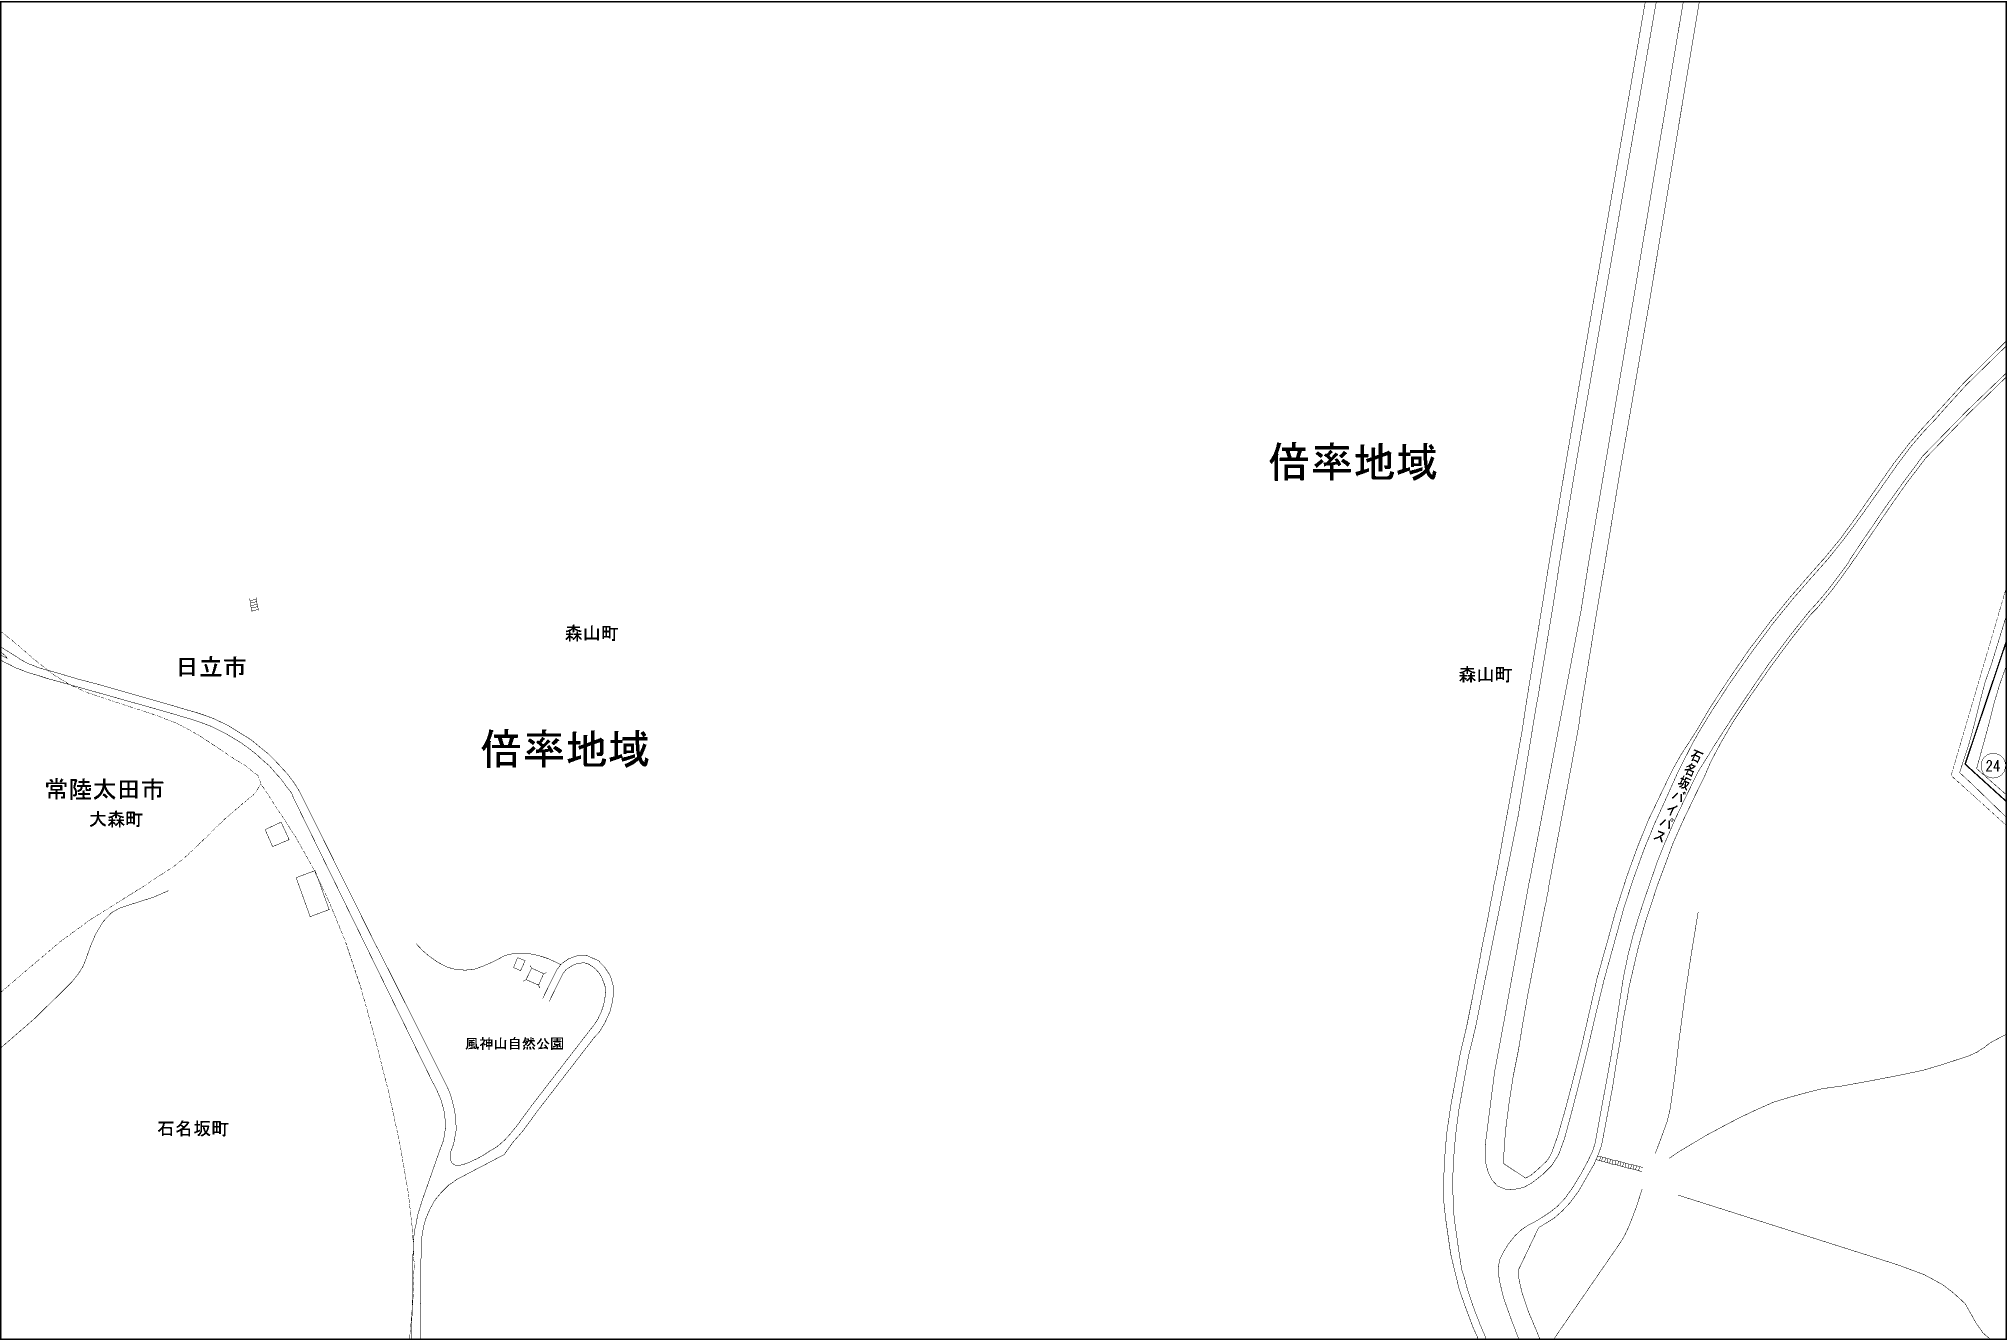 倍率地域
森山町
日立市
森山町
倍率地域
石名坂バイパス
24
常陸太田市
大森町
風神山自然公園
石名坂町